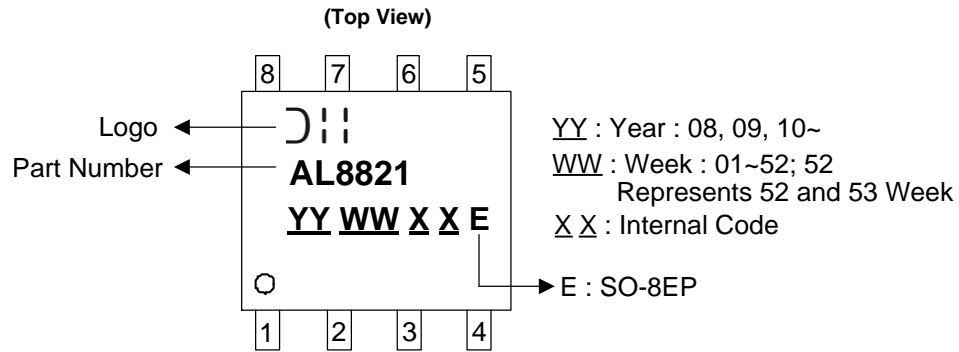 (Top View)
8 7 6 5
Logo
AL8821
Part Number
YY WW X X E
YY : Year : 08, 09, 10~
WW : Week : 01~52; 52
Represents 52 and 53 Week
X X : Internal Code
E : SO-8EP
1 2 3 4